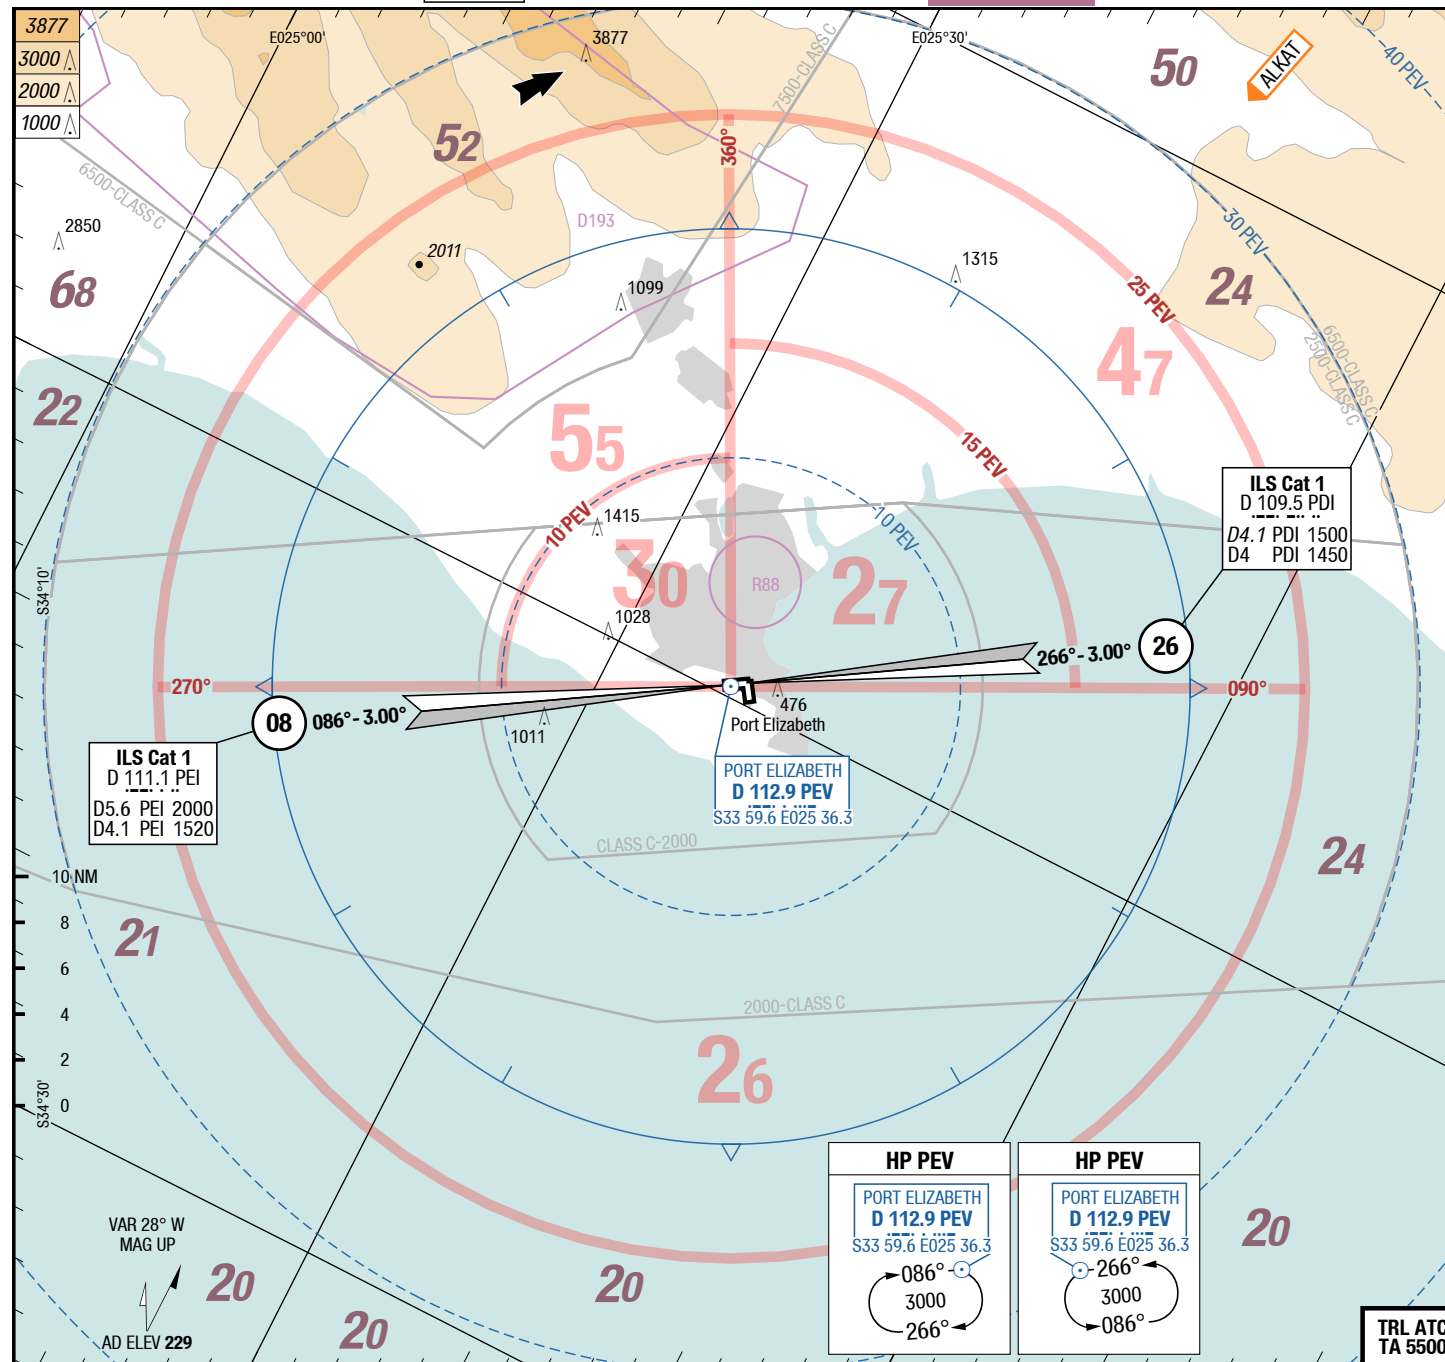 3877
3000
2000
1000
E025°00'
3877
E025°30'
7500-CLASS C
50
ALKAT
40 PEV
52
360°
6500-CLASS C
2850
D193
2011
30 PEV
68
1099
1315
25 PEV
24
47
6500-CLASS C
2500-CLASS C
22
55
15 PEV
ILS Cat 1
D 109.5 PDI
D4.1 PDI 1500
D4 PDI 1450
1415
10 PEV
10 PEV
S34°10'
30
R88
27
1028
266°-3.00°
26
270°
090°
08
086°-3.00°
476
1011
Port Elizabeth
ILS Cat 1
D 111.1 PEI
D5.6 PEI 2000
D4.1 PEI 1520
PORT ELIZABETH
D 112.9 PEV
S33 59.6 E025 36.3
CLASS C-2000
24
10 NM
8
6
4
2
0
21
2000-CLASS C
26
S34°30'
HP PEV
PORT ELIZABETH
D 112.9 PEV
S33 59.6 E025 36.3
086°
3000
266°
HP PEV
PORT ELIZABETH
D 112.9 PEV
S33 59.6 E025 36.3
266°
3000
086°
VAR 28° W
MAG UP
AD ELEV 229
20
20
20
20
TRL ATC
TA 5500